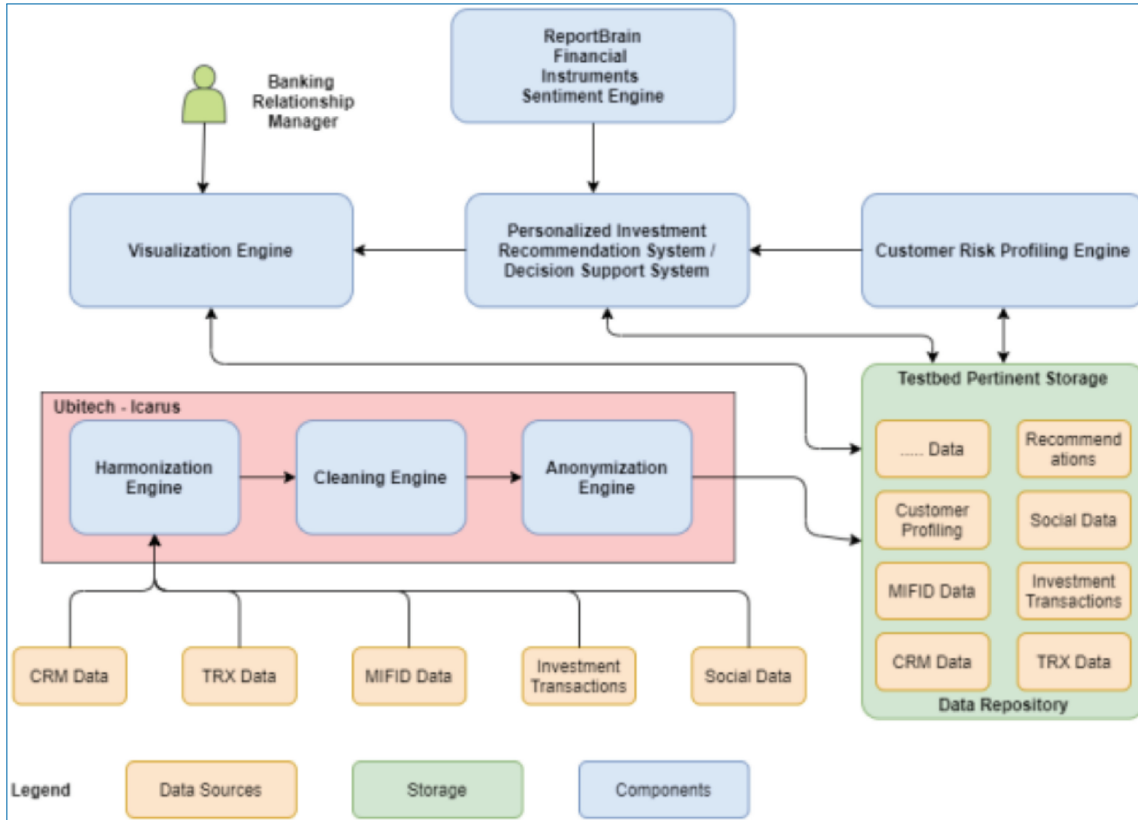 ReportBrain
Financial
Instruments
Sentiment Engine
Banking
Relationship
Manager
Visualization Engine
Personalized Investment
Recommendation System /
Decision Support System
Customer Risk Profiling Engine
Testbed Pertinent Storage
Ubitech - Icarus
Harmonization
Engine
Cleaning Engine
Anonymization
Engine
..... Data
Recommend
ations
Customer
Profiling
Social Data
MIFID Data
Investment
Transactions
CRM Data
TRX Data
Data Repository
CRM Data
TRX Data
MIFID Data
Investment
Transactions
Social Data
Legend
Data Sources
Storage
Components